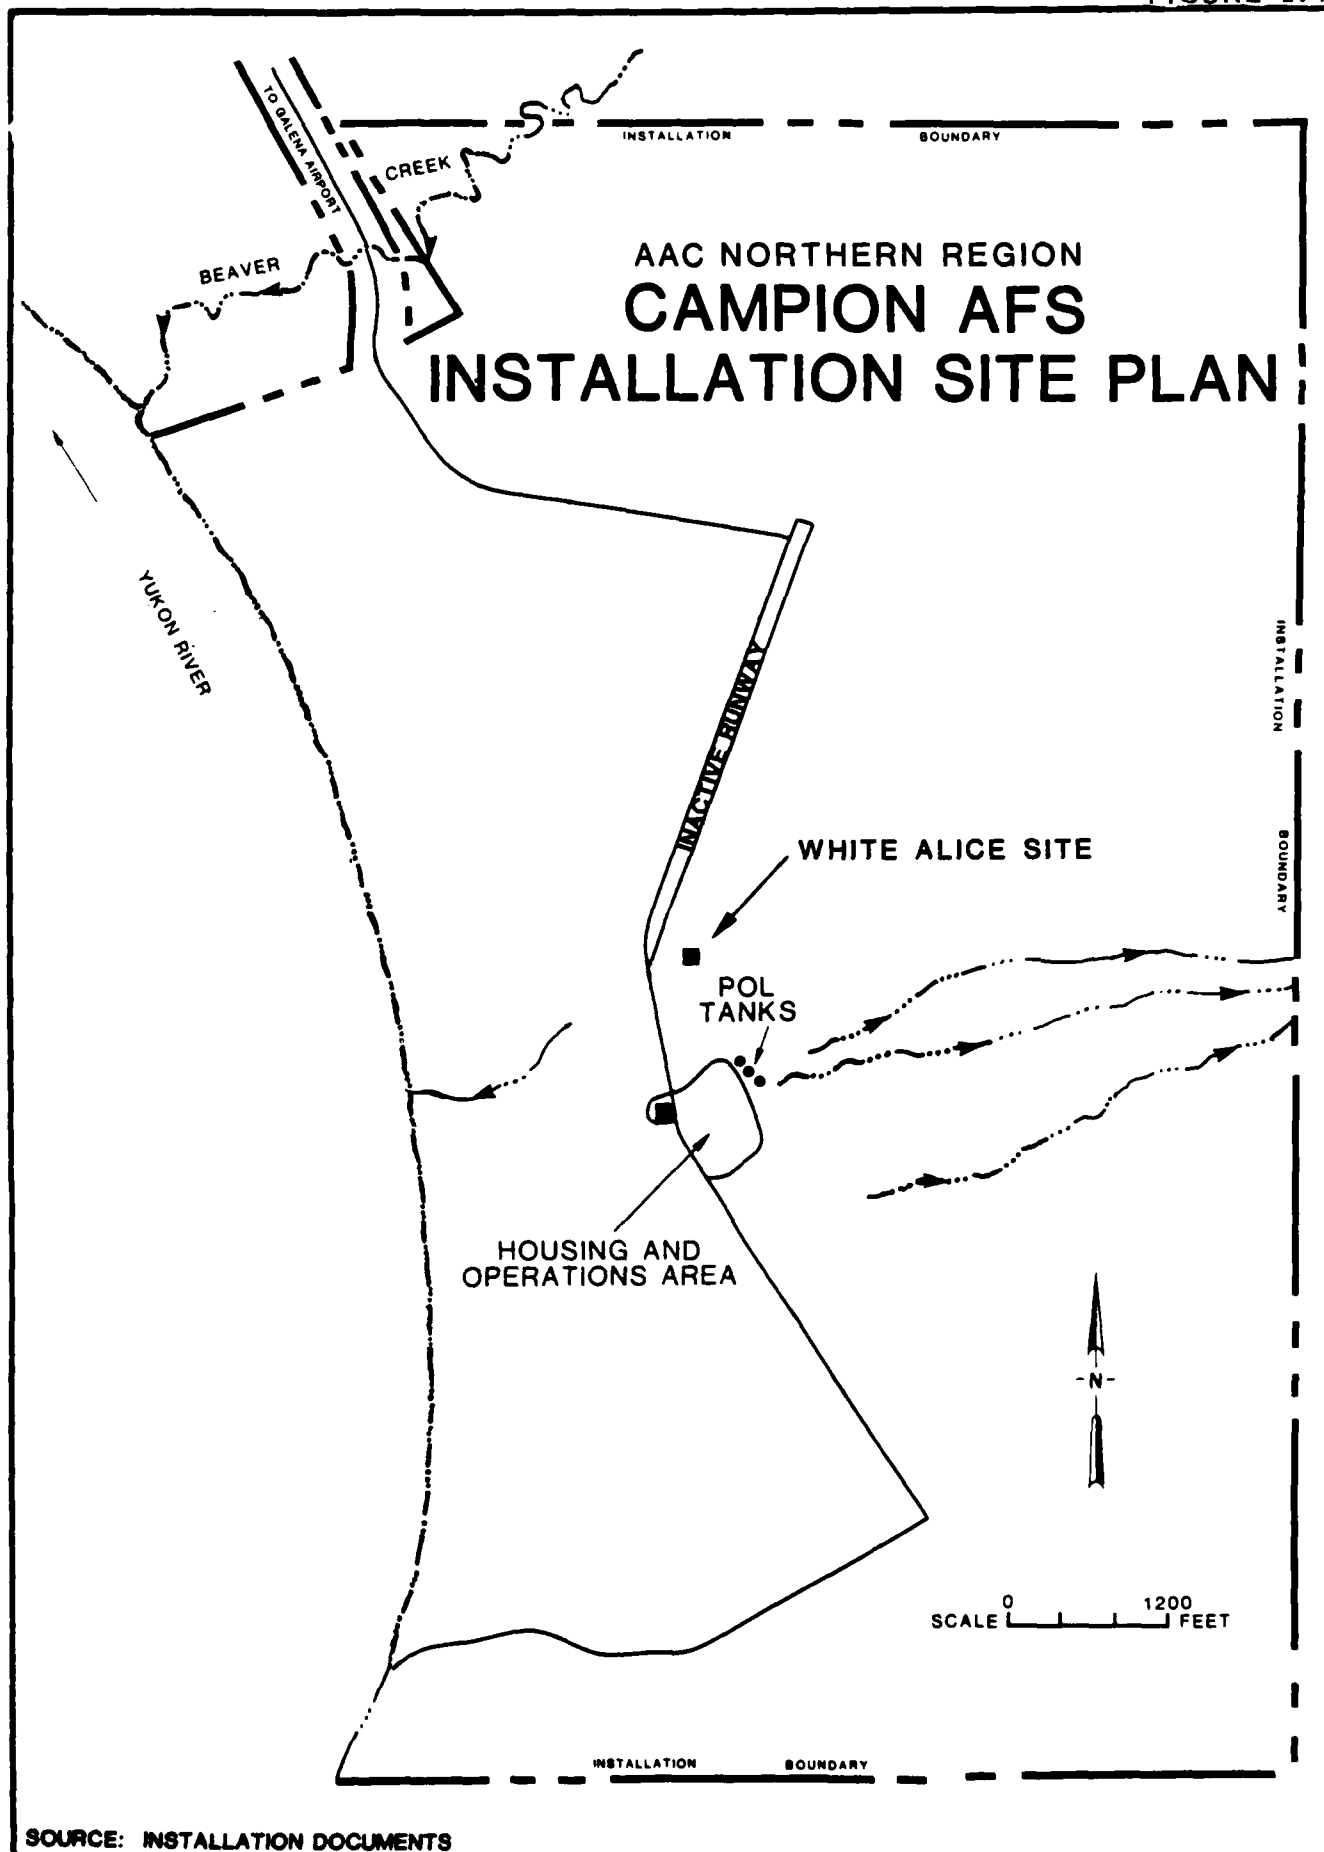 TO GALENA AIRPORT
CREEK
BEAVER
INSTALLATION BOUNDARY
AAC NORTHERN REGION
CAMPION AFS
INSTALLATION SITE PLAN
YUKON RIVER
INACTIVE RUNWAY
INSTALLATION BOUNDARY
WHITE ALICE SITE
POL
TANKS
HOUSING AND
OPERATIONS AREA
-N-
0 1200
SCALE FEET
INSTALLATION BOUNDARY
SOURCE: INSTALLATION DOCUMENTS